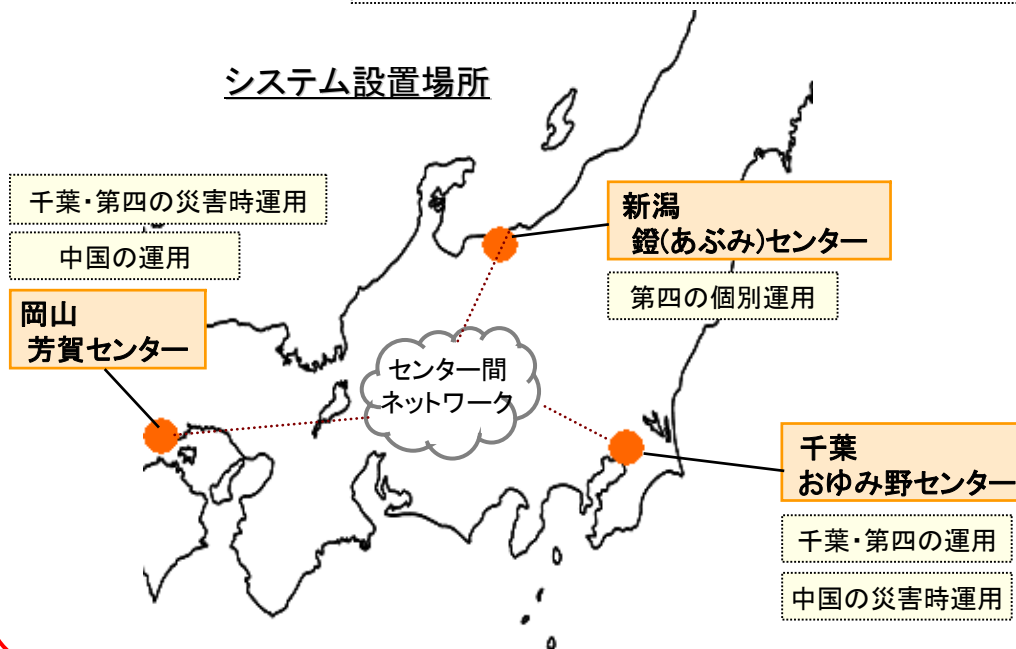 システム設置場所
千葉・第四の災害時運用
中国の運用
岡山
芳賀センター
新潟
鐙(あぶみ)センター
第四の個別運用
センター間
ネットワーク
千葉
おゆみ野センター
千葉・第四の運用
中国の災害時運用